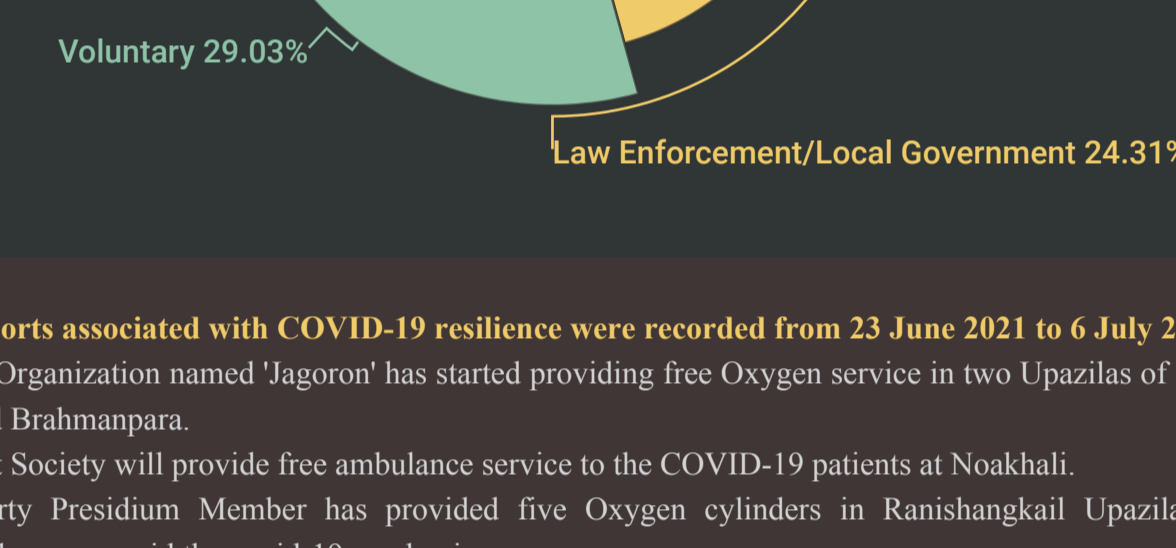 Voluntary 29.03%
Law Enforcement/Local Government 24.31%
orts associated with COVID-19 resilience were recorded from 23 June 2021 to 6 July 2
Organization named 'Jagoron' has started providing free Oxygen service in two Upazilas of
Brahmanpara.
Society will provide free ambulance service to the COVID-19 patients at Noakhali.
rty Presidium Member has provided five Oxygen cylinders in Ranishangkail Upazila